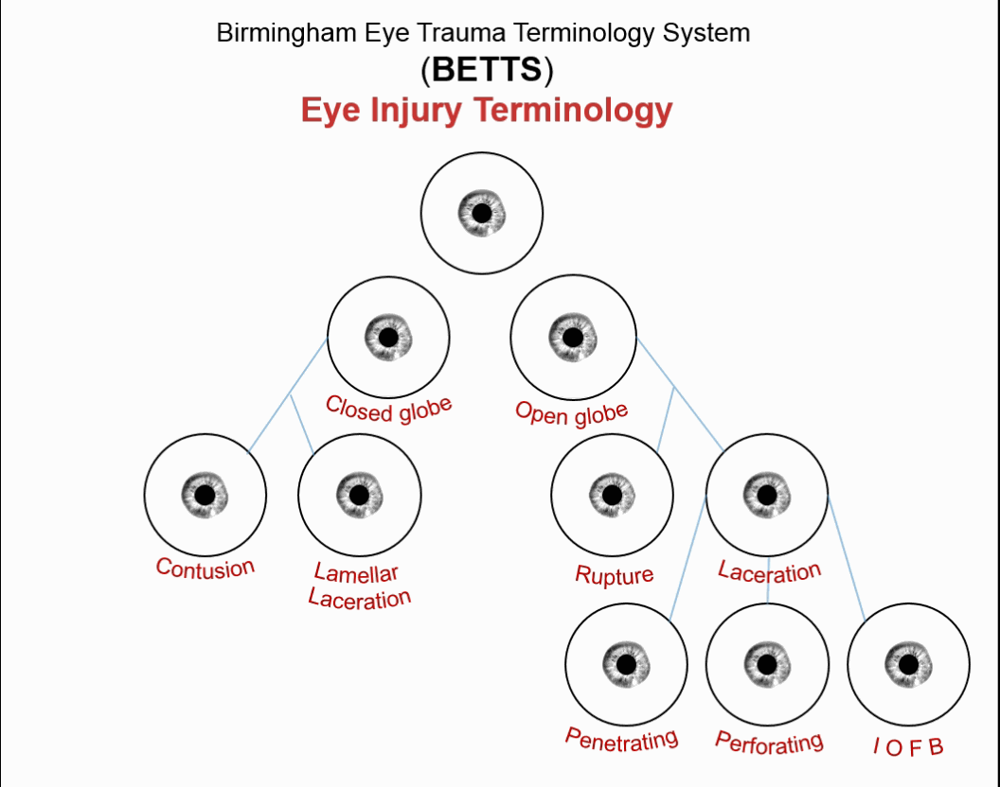 Birmingham Eye Trauma Terminology System
(BETTS)
Eye Injury Terminology
Closed globe
Open globe
Contusion
Lamellar
Laceration
Rupture
Laceration
Penetrating
Perforating
I O F B